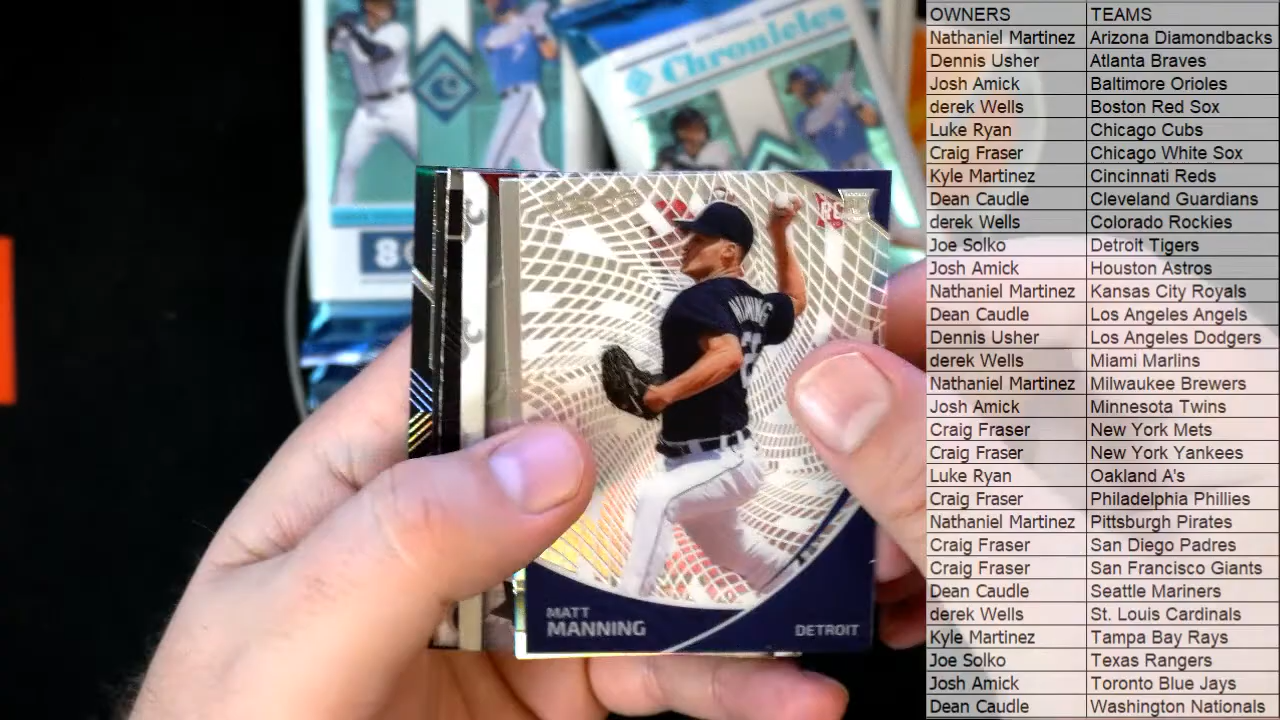 Chronicles
RC
MANNING
MATT
MANNING
DETROIT
OWNERS TEAMS
Nathaniel Martinez Arizona Diamondbacks
Dennis Usher Atlanta Braves
Josh Amick Baltimore Orioles
derek Wells Boston Red Sox
Luke Ryan Chicago Cubs
Craig Fraser Chicago White Sox
Kyle Martinez Cincinnati Reds
Dean Caudle Cleveland Guardians
derek Wells Colorado Rockies
Joe Solko Detroit Tigers
Josh Amick Houston Astros
Nathaniel Martinez Kansas City Royals
Dean Caudle Los Angeles Angels
Dennis Usher Los Angeles Dodgers
derek Wells Miami Marlins
Nathaniel Martinez Milwaukee Brewers
Josh Amick Minnesota Twins
Craig Fraser New York Mets
Craig Fraser New York Yankees
Luke Ryan Oakland A's
Craig Fraser Philadelphia Phillies
Nathaniel Martinez Pittsburgh Pirates
Craig Fraser San Diego Padres
Craig Fraser San Francisco Giants
Dean Caudle Seattle Mariners
derek Wells St. Louis Cardinals
Kyle Martinez Tampa Bay Rays
Joe Solko Texas Rangers
Josh Amick Toronto Blue Jays
Dean Caudle Washington Nationals